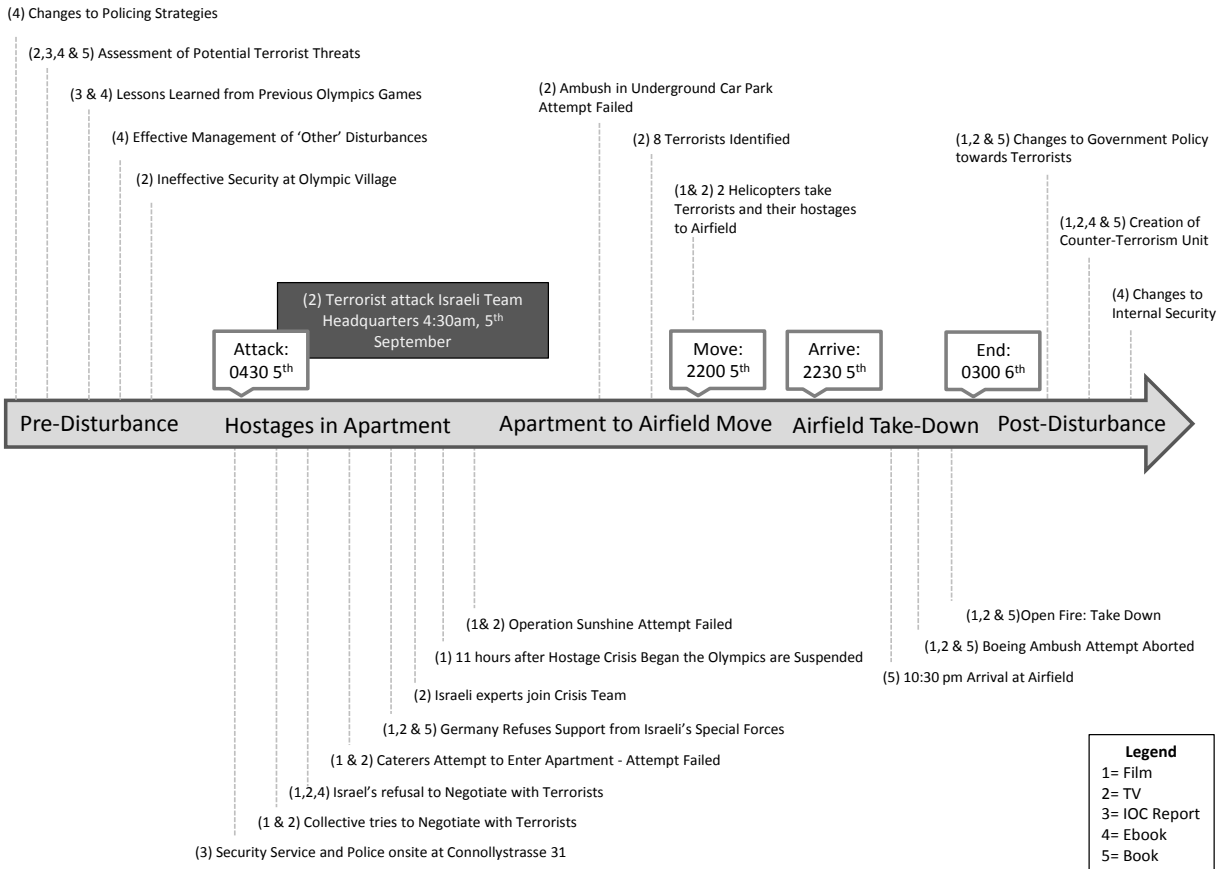 (4) Changes to Policing Strategies
(2,3,4 & 5) Assessment of Potential Terrorist Threats
(3 & 4) Lessons Learned from Previous Olympics Games
(4) Effective Management of ‘Other’ Disturbances
(2) Ineffective Security at Olympic Village
(2) Ambush in Underground Car Park
Attempt Failed
(2) 8 Terrorists Identified
(1& 2) 2 Helicopters take
Terrorists and their hostages
to Airfield
(1,2 & 5) Changes to Government Policy
towards Terrorists
(1,2,4 & 5) Creation of
Counter-Terrorism Unit
(4) Changes to
Internal Security
(2) Terrorist attack Israeli Team
Headquarters 4:30am, 5th
September
Attack:
0430 5th
Move:
2200 5th
Arrive:
2230 5th
End:
0300 6th
Pre-Disturbance
Hostages in Apartment
Apartment to Airfield Move
Airfield Take-Down
Post-Disturbance
(1& 2) Operation Sunshine Attempt Failed
(1) 11 hours after Hostage Crisis Began the Olympics are Suspended
(2) Israeli experts join Crisis Team
(1,2 & 5) Germany Refuses Support from Israeli’s Special Forces
(1 & 2) Caterers Attempt to Enter Apartment - Attempt Failed
(1,2,4) Israel’s refusal to Negotiate with Terrorists
(1 & 2) Collective tries to Negotiate with Terrorists
(3) Security Service and Police onsite at Connollystrasse 31
(1,2 & 5)Open Fire: Take Down
(1,2 & 5) Boeing Ambush Attempt Aborted
(5) 10:30 pm Arrival at Airfield
Legend
1= Film
2= TV
3= IOC Report
4= Ebook
5= Book